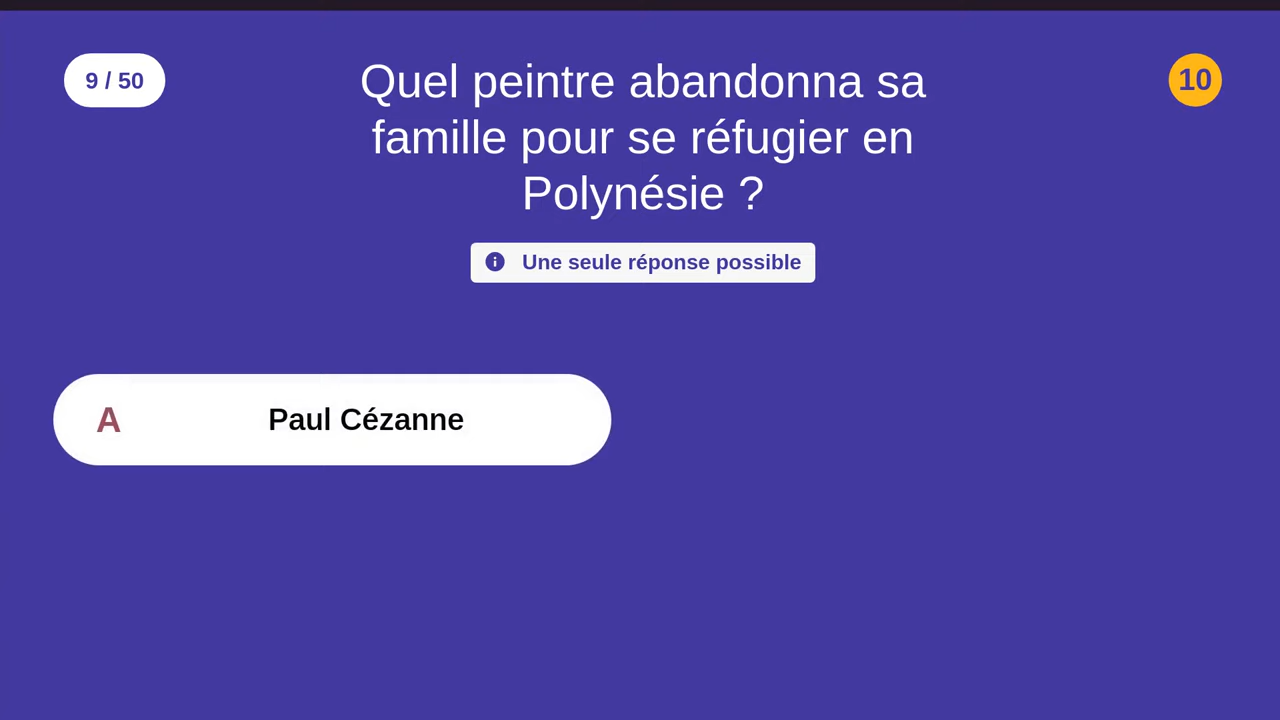 9 / 50
Quel peintre abandonna sa
famille pour se réfugier en
Polynésie ?
10
Une seule réponse possible
A
Paul Cézanne